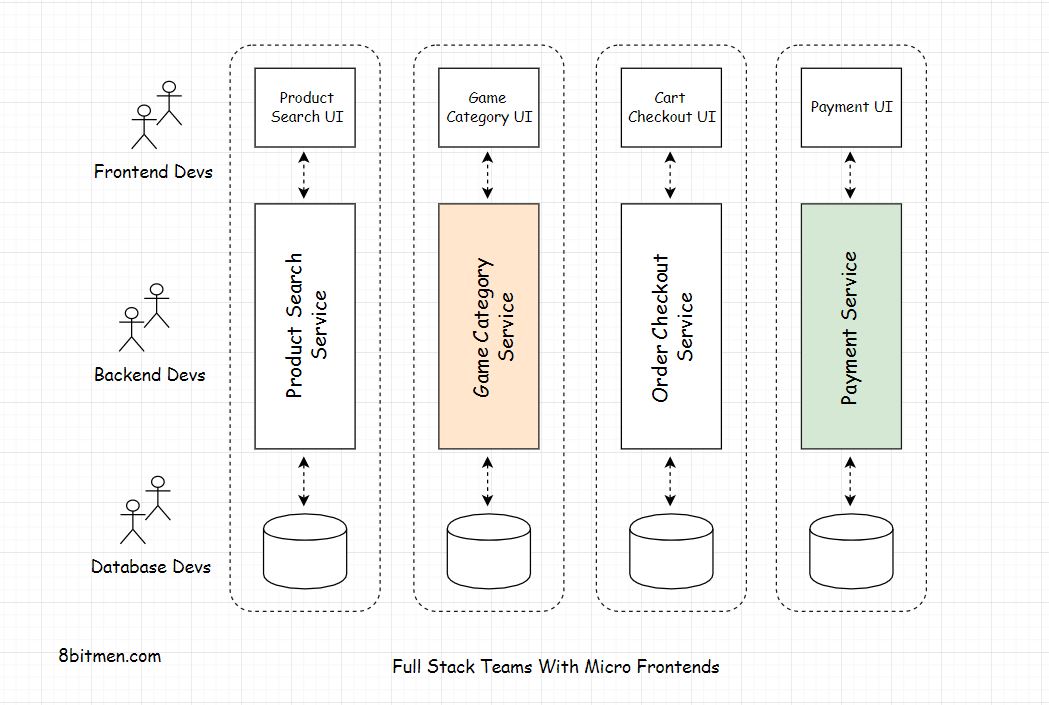 Product
Search UI
Game
Category UI
Cart
Checkout UI
Payment UI
Frontend Devs
Product Search
Service
Game Category
Service
Order Checkout
Service
Payment Service
Backend Devs
Database Devs
8bitmen.com
Full Stack Teams With Micro Frontends